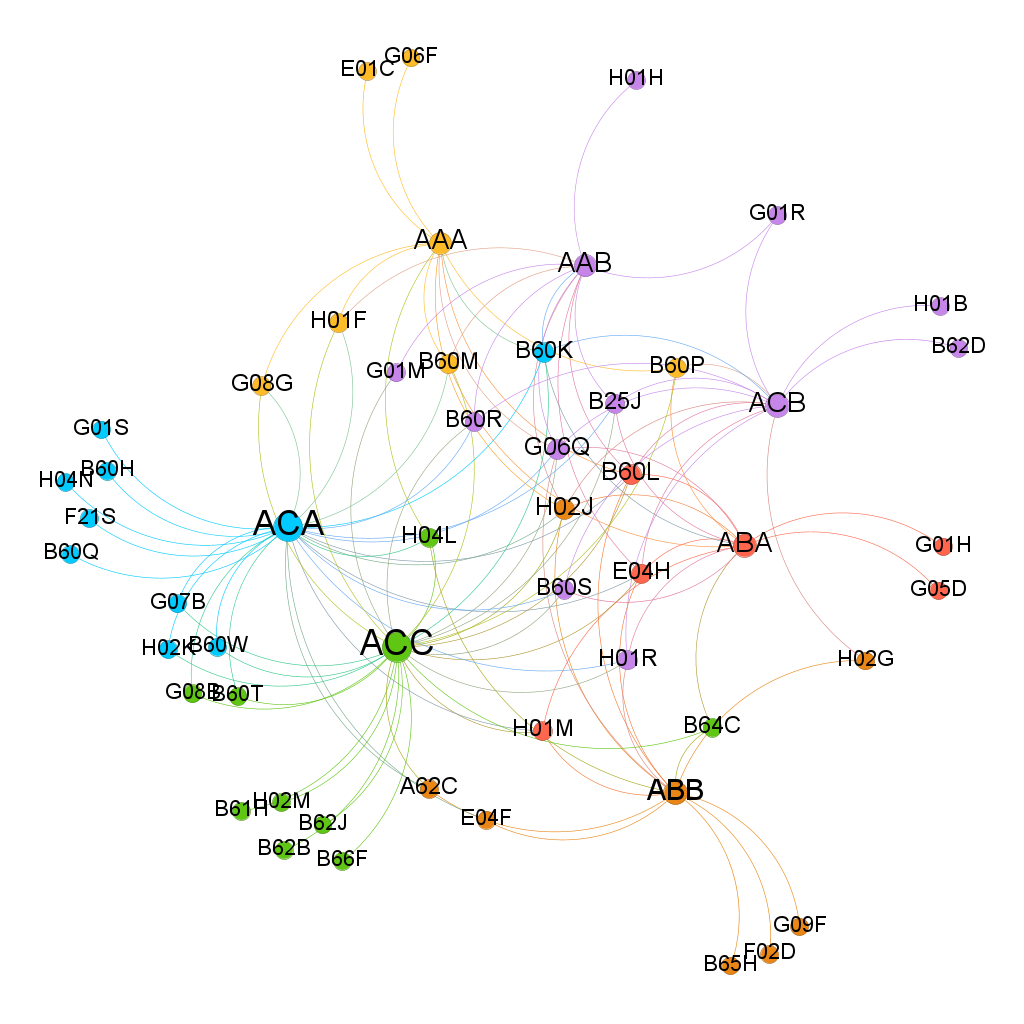 G06F
E01C
H01H
G01R
AAA
AAB
H01B
H01F
B62D
B60K
B60M
B60P
G01M
G08G
B25J
ACB
B60R
G01S
G06Q
B60H
B60L
H04N
H02J
F21S
ACA
H04L
ABA
G01H
B60Q
E04H
B60S
G05D
G07B
ACC
B60W
H02K
H01R
H02G
G08B
B60T
B64C
H01M
A62C
ABB
H02M
B61H
E04F
B62J
B62B
B66F
G09F
F02D
B65H